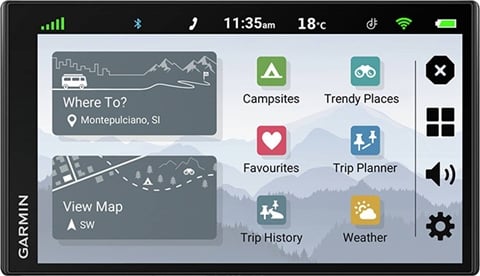 11:35am 18°C
Where To?
Montepulciano, SI
View Map
SW
Campsites
Trendy Places
Favourites
Trip Planner
Trip History
Weather
GARMIN